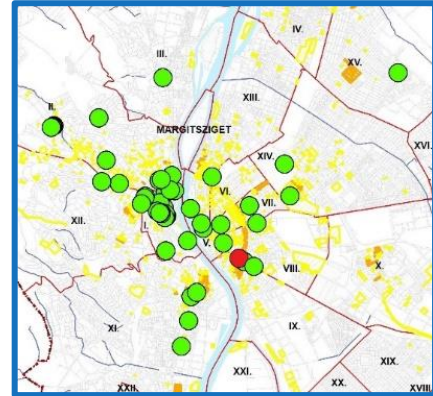 IV.
III.
XV.
II.
XIII.
MARGITSZIGET
XIV.
XVI.
VI.
VII.
XII.
I.
V.
VIII.
X.
XI.
IX.
XIX.
XXI.
XX.
XXII.
XVIII.